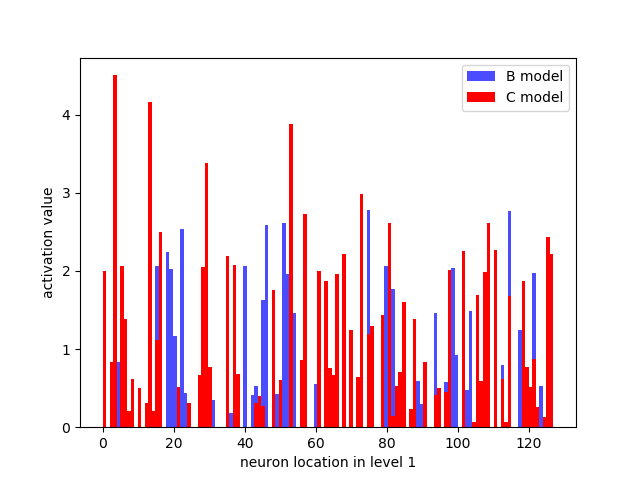 B model
C model
4
3
2
1
0
activation value
0 20 40 60 80 100 120
neuron location in level 1